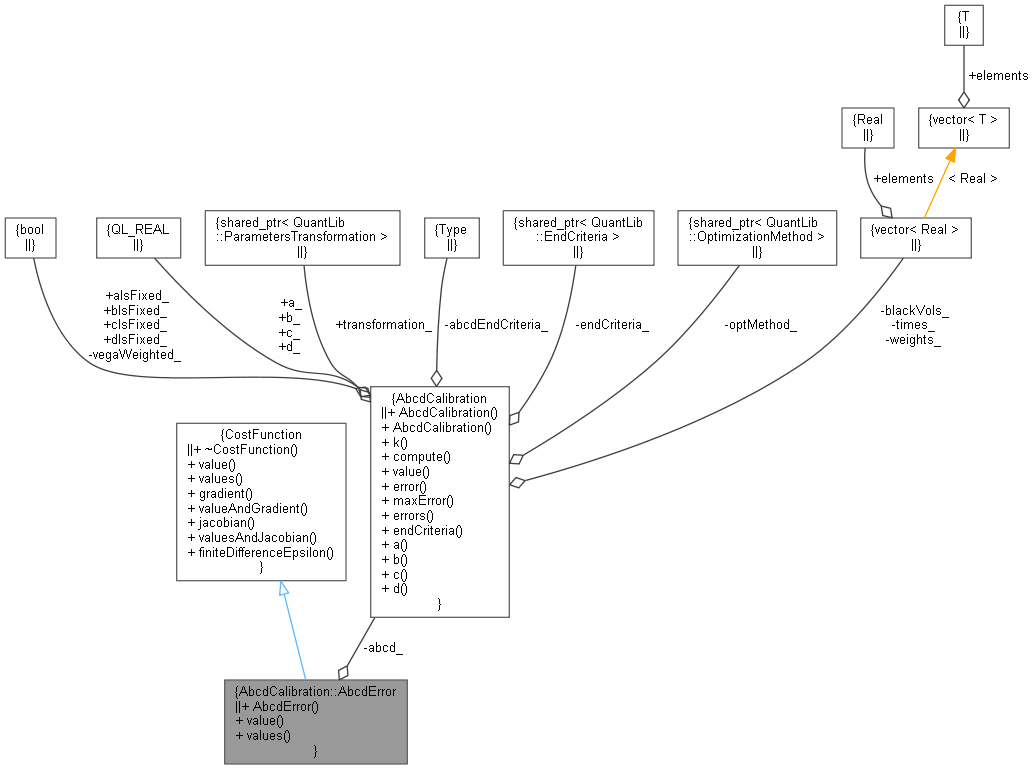 {T
||}
+elements
{Real
||}
{vector< T >
||}
+elements
< Real >
{bool
||}
{QL_REAL
||}
{shared_ptr< QuantLib
::ParametersTransformation >
||}
{Type
||}
{shared_ptr< QuantLib
::EndCriteria >
||}
{shared_ptr< QuantLib
::OptimizationMethod >
||}
{vector< Real >
||}
+aIsFixed_
+bIsFixed_
+cIsFixed_
+dIsFixed_
-vegaWeighted_
+a_
+b_
+c_
+d_
+transformation_
-abcdEndCriteria_
-endCriteria_
-optMethod_
-blackVols_
-times_
-weights_
{CostFunction
||+ ~CostFunction()
+ value()
+ values()
+ gradient()
+ valueAndGradient()
+ jacobian()
+ valuesAndJacobian()
+ finiteDifferenceEpsilon()
}
{AbcdCalibration
||+ AbcdCalibration()
+ AbcdCalibration()
+ k()
+ compute()
+ value()
+ error()
+ maxError()
+ errors()
+ endCriteria()
+ a()
+ b()
+ c()
+ d()
}
-abcd_
{AbcdCalibration::AbcdError
||+ AbcdError()
+ value()
+ values()
}